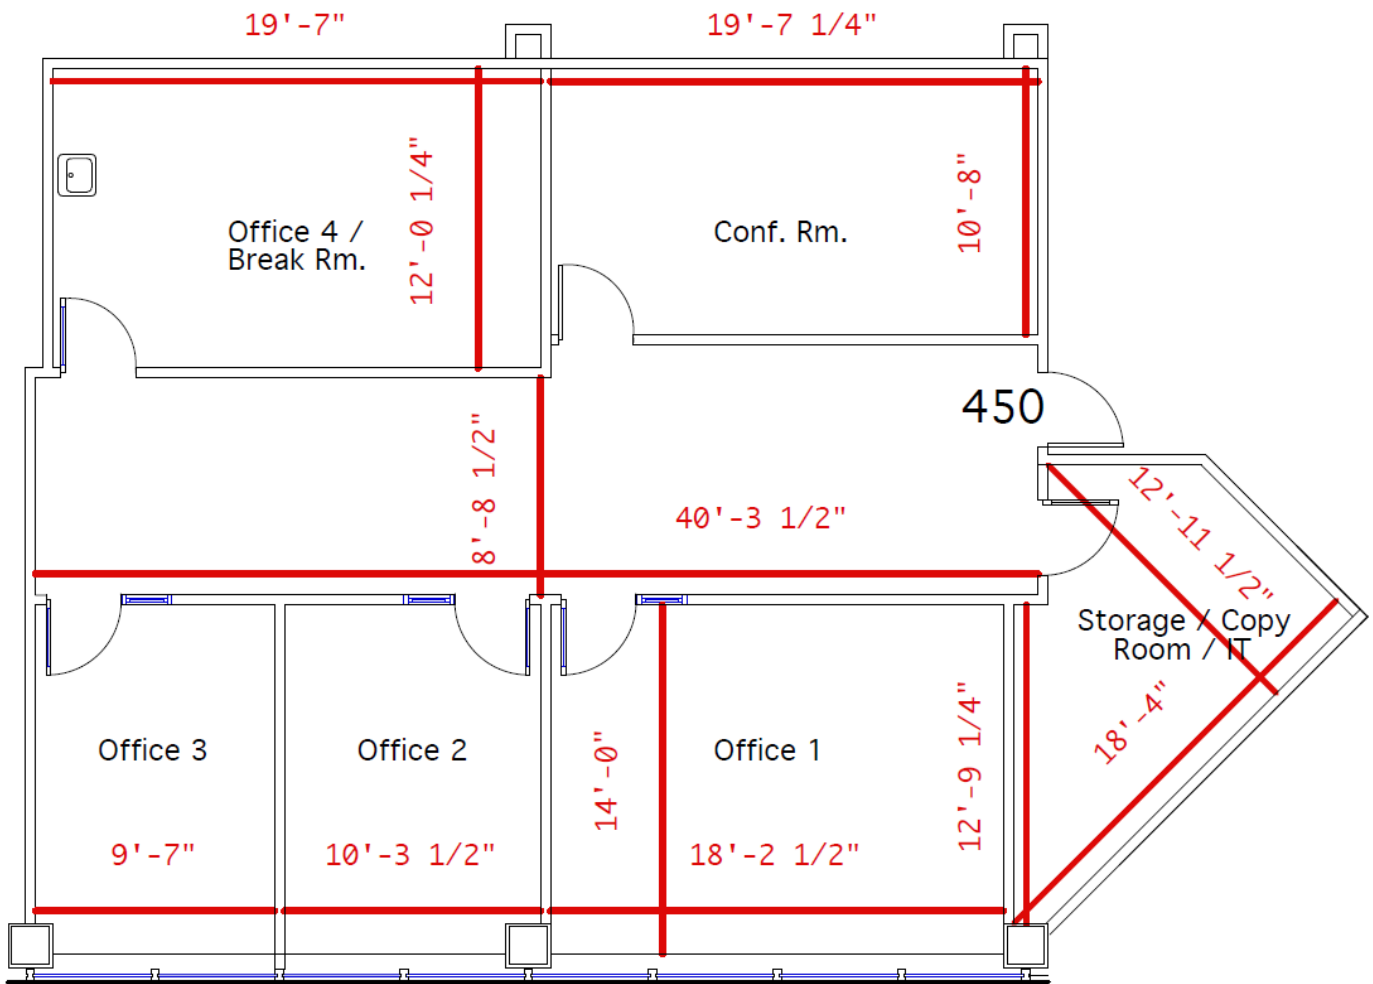 19'-7"
19'-7 1/4"
12'-0 1/4"
10'-8"
Office 4 /
Break Rm.
Conf. Rm.
450
8'-8 1/2"
40'-3 1/2"
12'-11 1/2"
Storage / Copy
Room / IT
18'-4"
Office 3
Office 2
14'-0"
Office 1
12'-9 1/4"
9'-7"
10'-3 1/2"
18'-2 1/2"